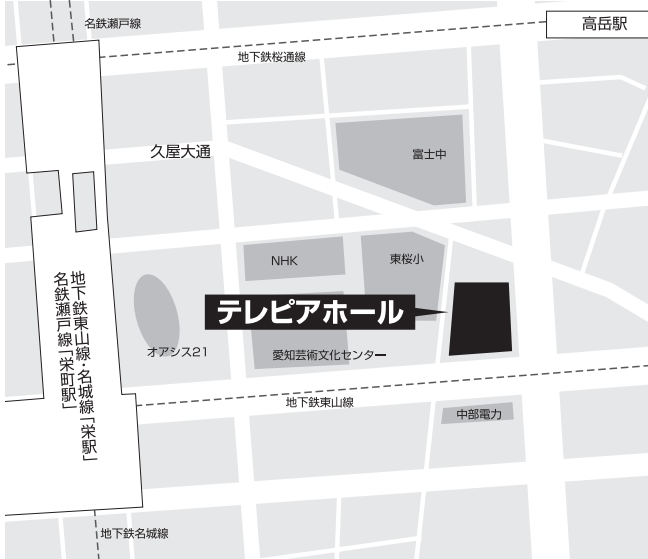 名鉄瀬戸線
高岳駅
地下鉄桜通線
久屋大通
富士中
NHK
東桜小
テレピアホール
オアシス21
愛知芸術文化センター
地下鉄東山線・名城線「栄駅」
名鉄瀬戸線「栄町駅」
地下鉄東山線
中部電力
地下鉄名城線